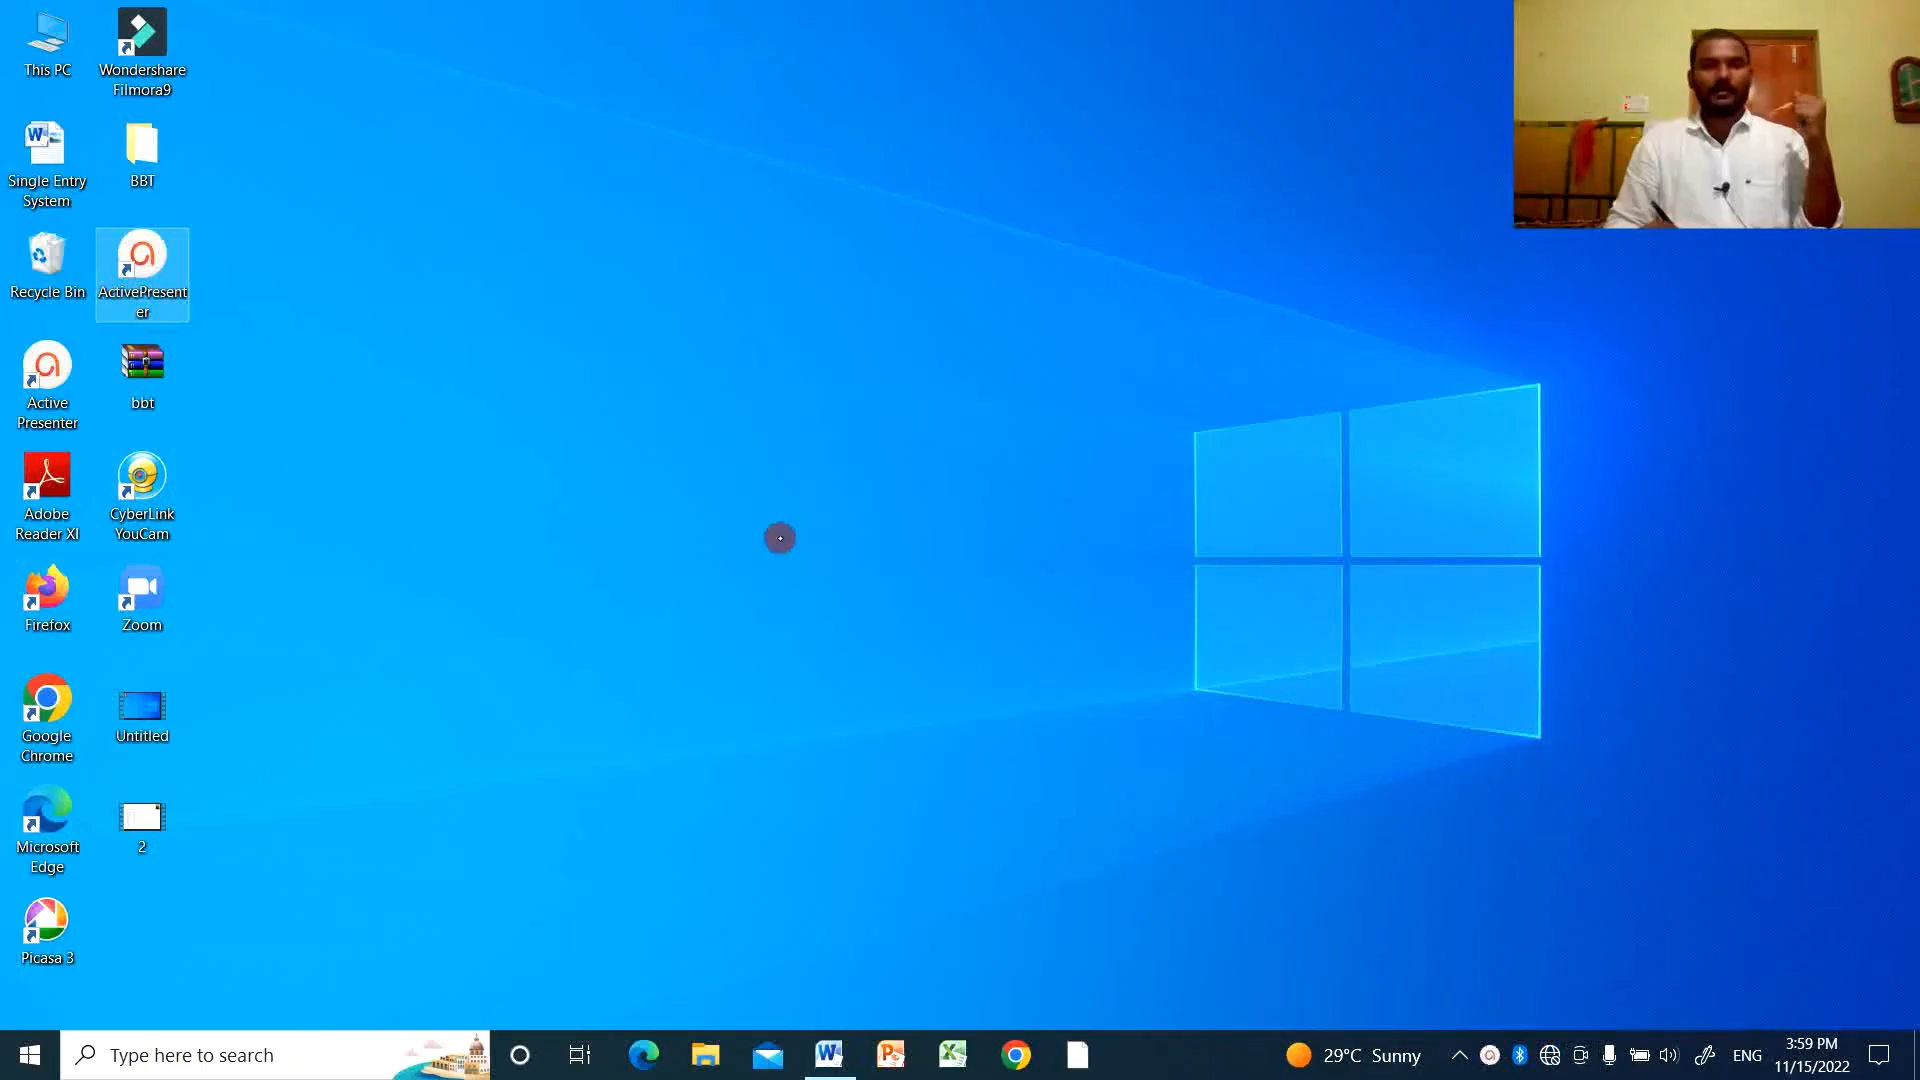 This PC
Wondershare
Filmora9
Single Entry
System
BBT
Recycle Bin
ActivePresent
er
Active
Presenter
bbt
Adobe
Reader XI
CyberLink
YouCam
Firefox
Zoom
Google
Chrome
Untitled
Microsoft
Edge
2
Picasa 3
Type here to search
29°C Sunny
ENG
3:59 PM
11/15/2022